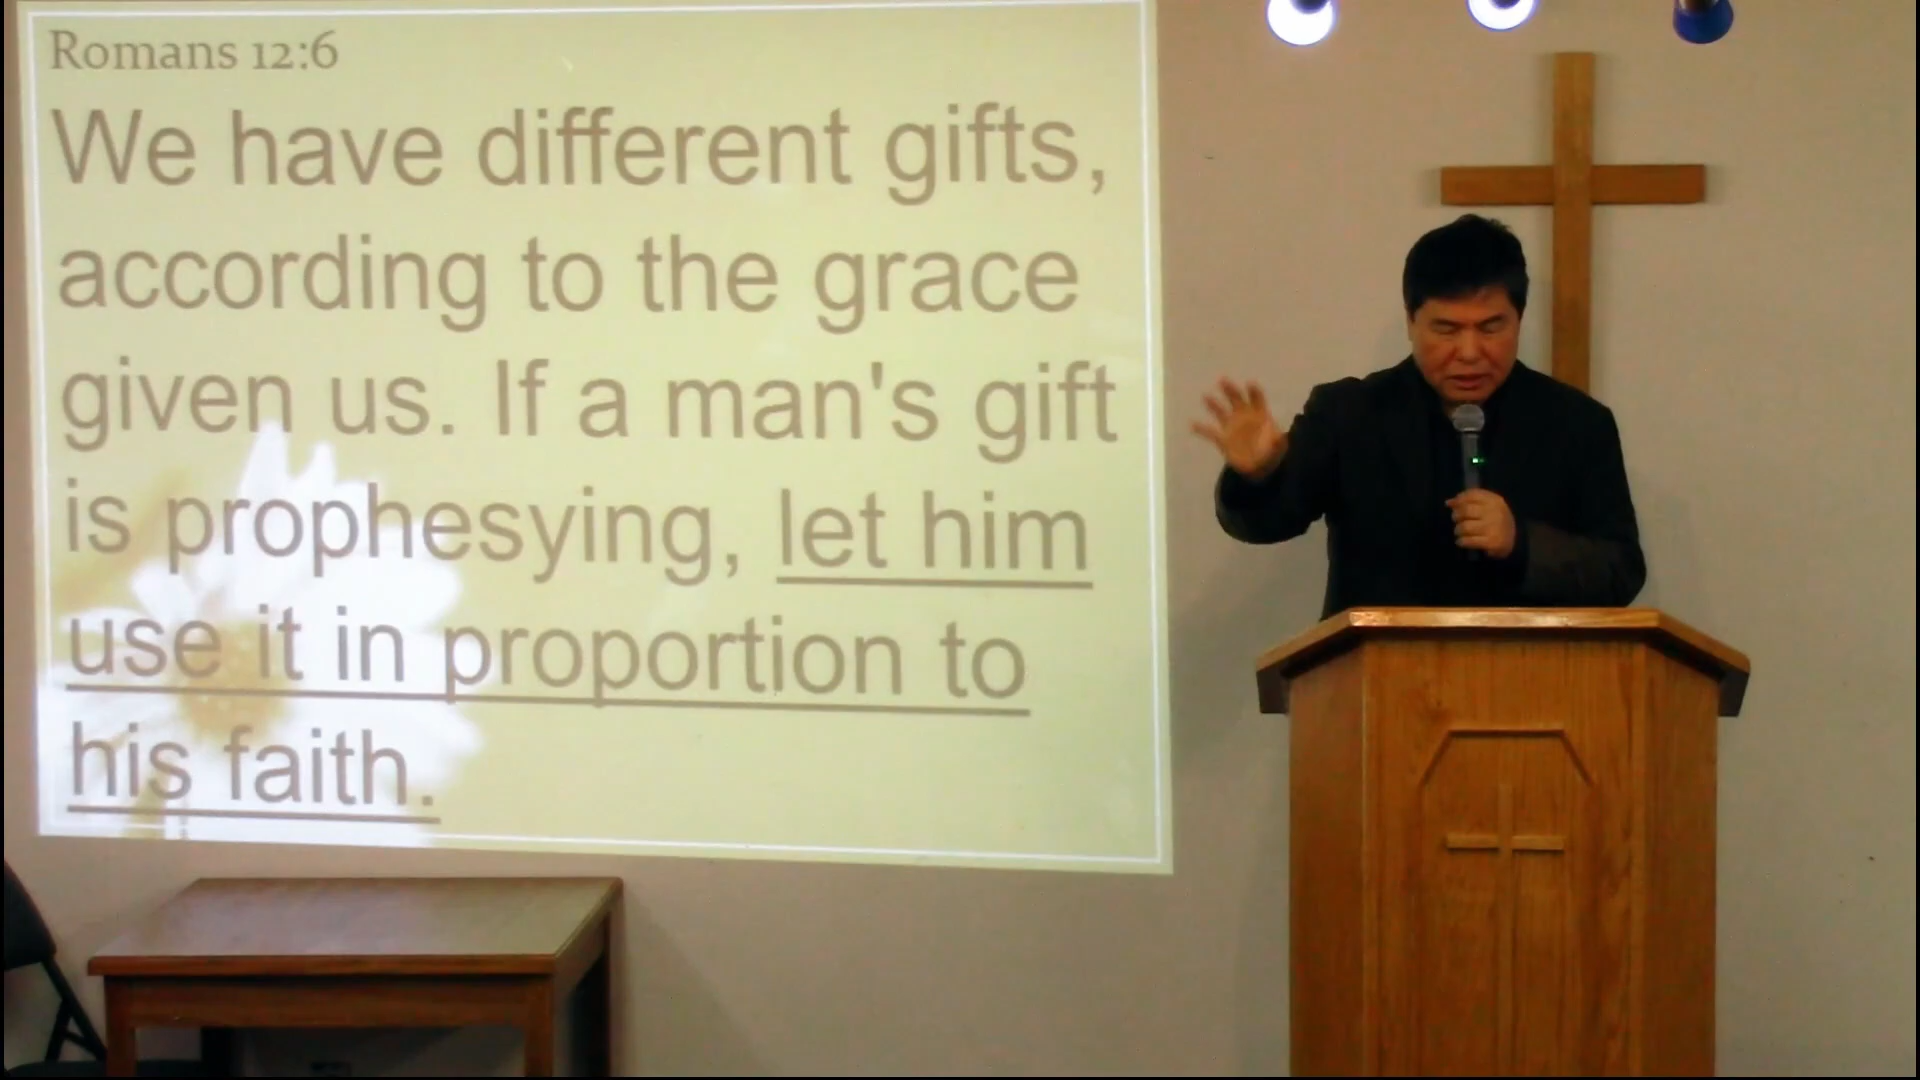 Romans 12:6
We have different gifts,
according to the grace
given us. If a man's gift
is prophesying, let him
use it in proportion to
his faith.